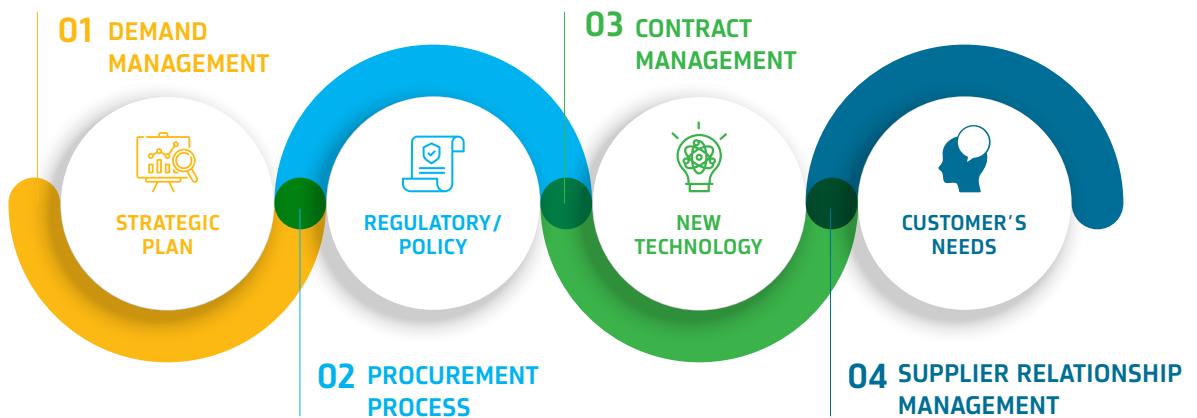 01 DEMAND
MANAGEMENT
STRATEGIC
PLAN
02 PROCUREMENT
PROCESS
REGULATORY/
POLICY
03 CONTRACT
MANAGEMENT
NEW
TECHNOLOGY
04 SUPPLIER RELATIONSHIP
MANAGEMENT
CUSTOMER'S
NEEDS